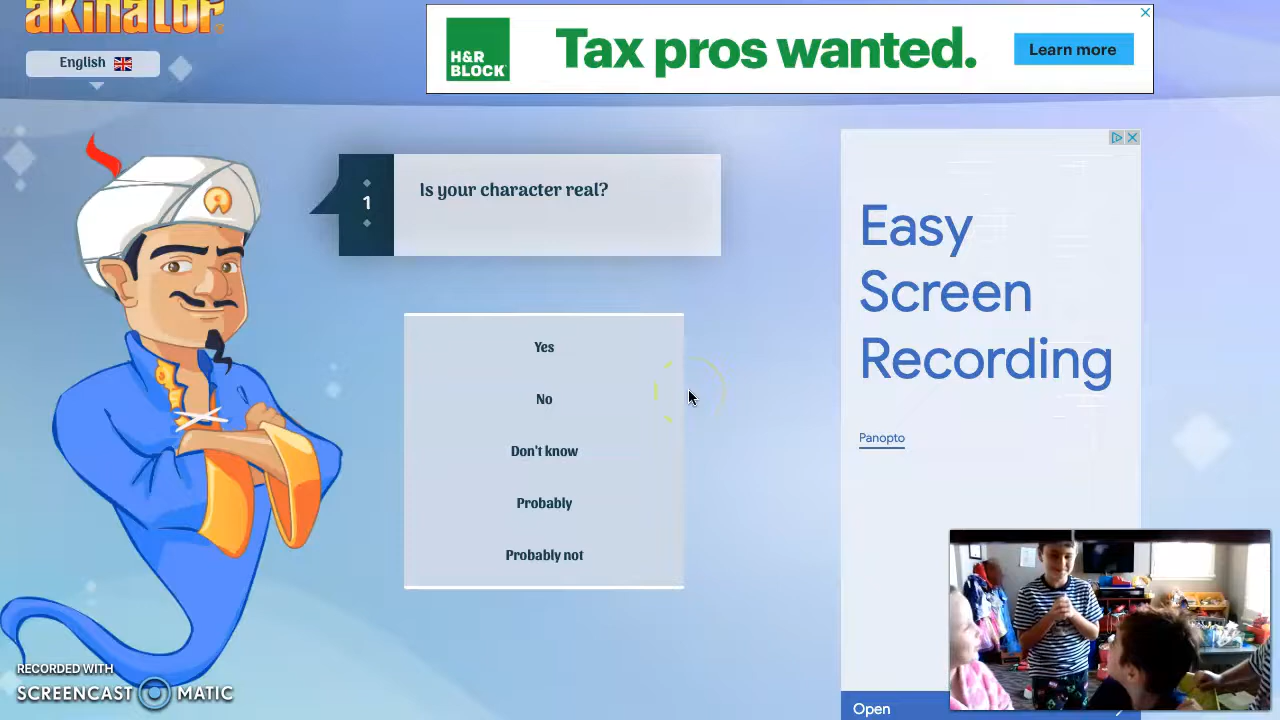 akinator
English
H&R
BLOCK
Tax pros wanted.
Learn more
1
Is your character real?
Yes
No
Don't know
Probably
Probably not
Easy
Screen
Recording
Panopto
Open
RECORDED WITH
SCREENCAST MATIC